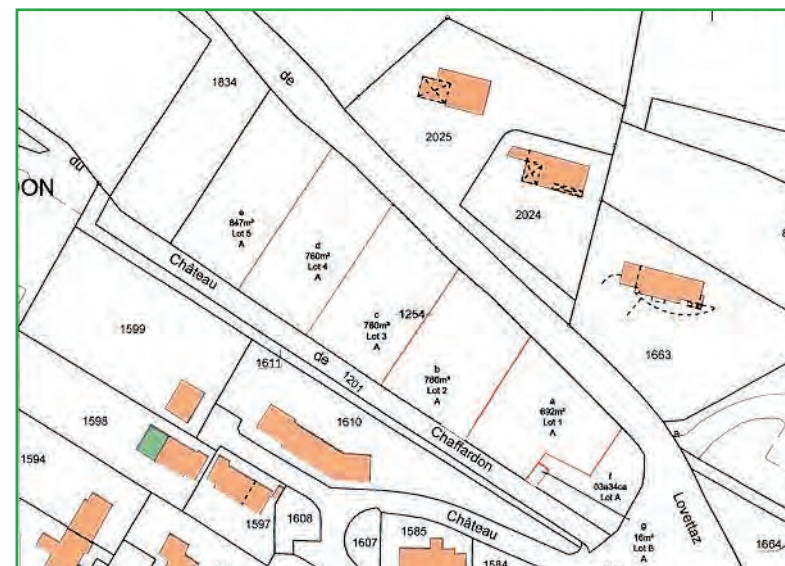 de
1834
2025
du
ON
2024
e
847m²
Lot 5
A
d
760m²
Lot 4
A
Château
c
1254
760m²
Lot 3
A
1599
1663
de
1611
1201
b
760m²
Lot 2
A
a
692m²
Lot 1
A
1598
1610
Chaffardon
a
1594
f
03a34ca
Lot A
Lovettaz
1597
1608
Château
g
16m²
Lot B
A
1607
1585
1584
1664